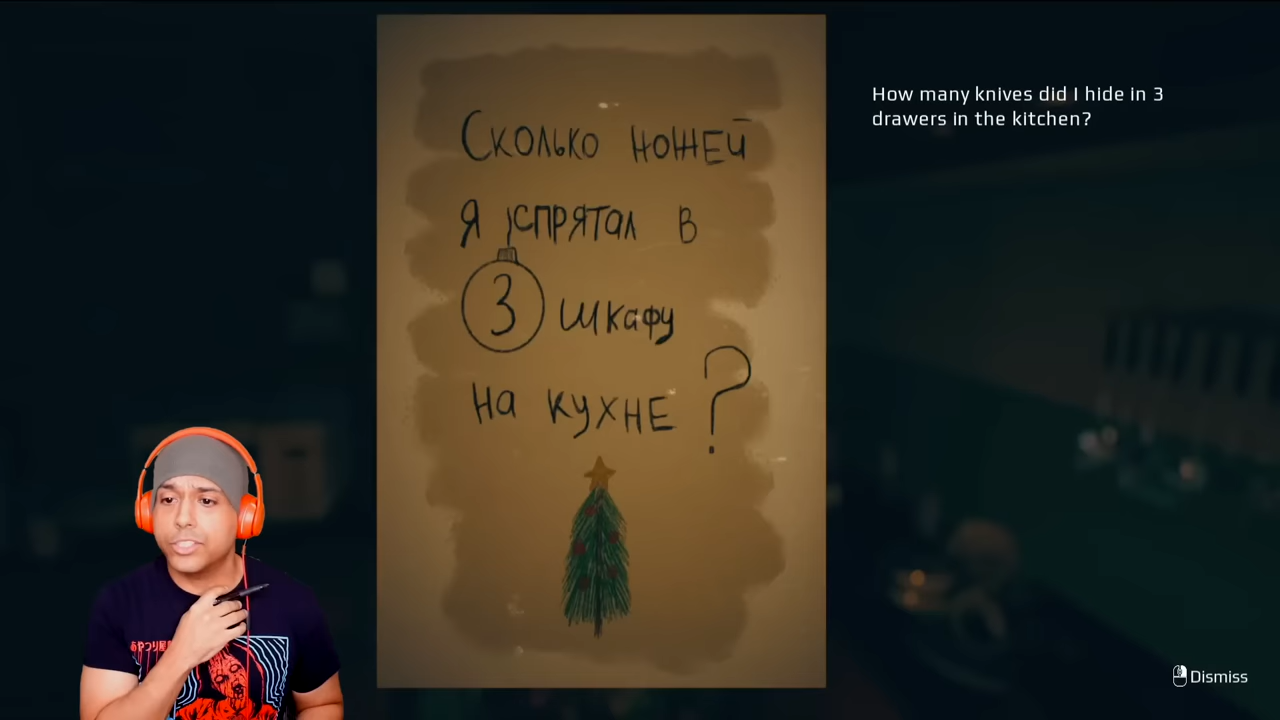 Сколько ножей
Я спрятал в
3 шкафу
на кухне ?
How many knives did I hide in 3
drawers in the kitchen?
Dismiss